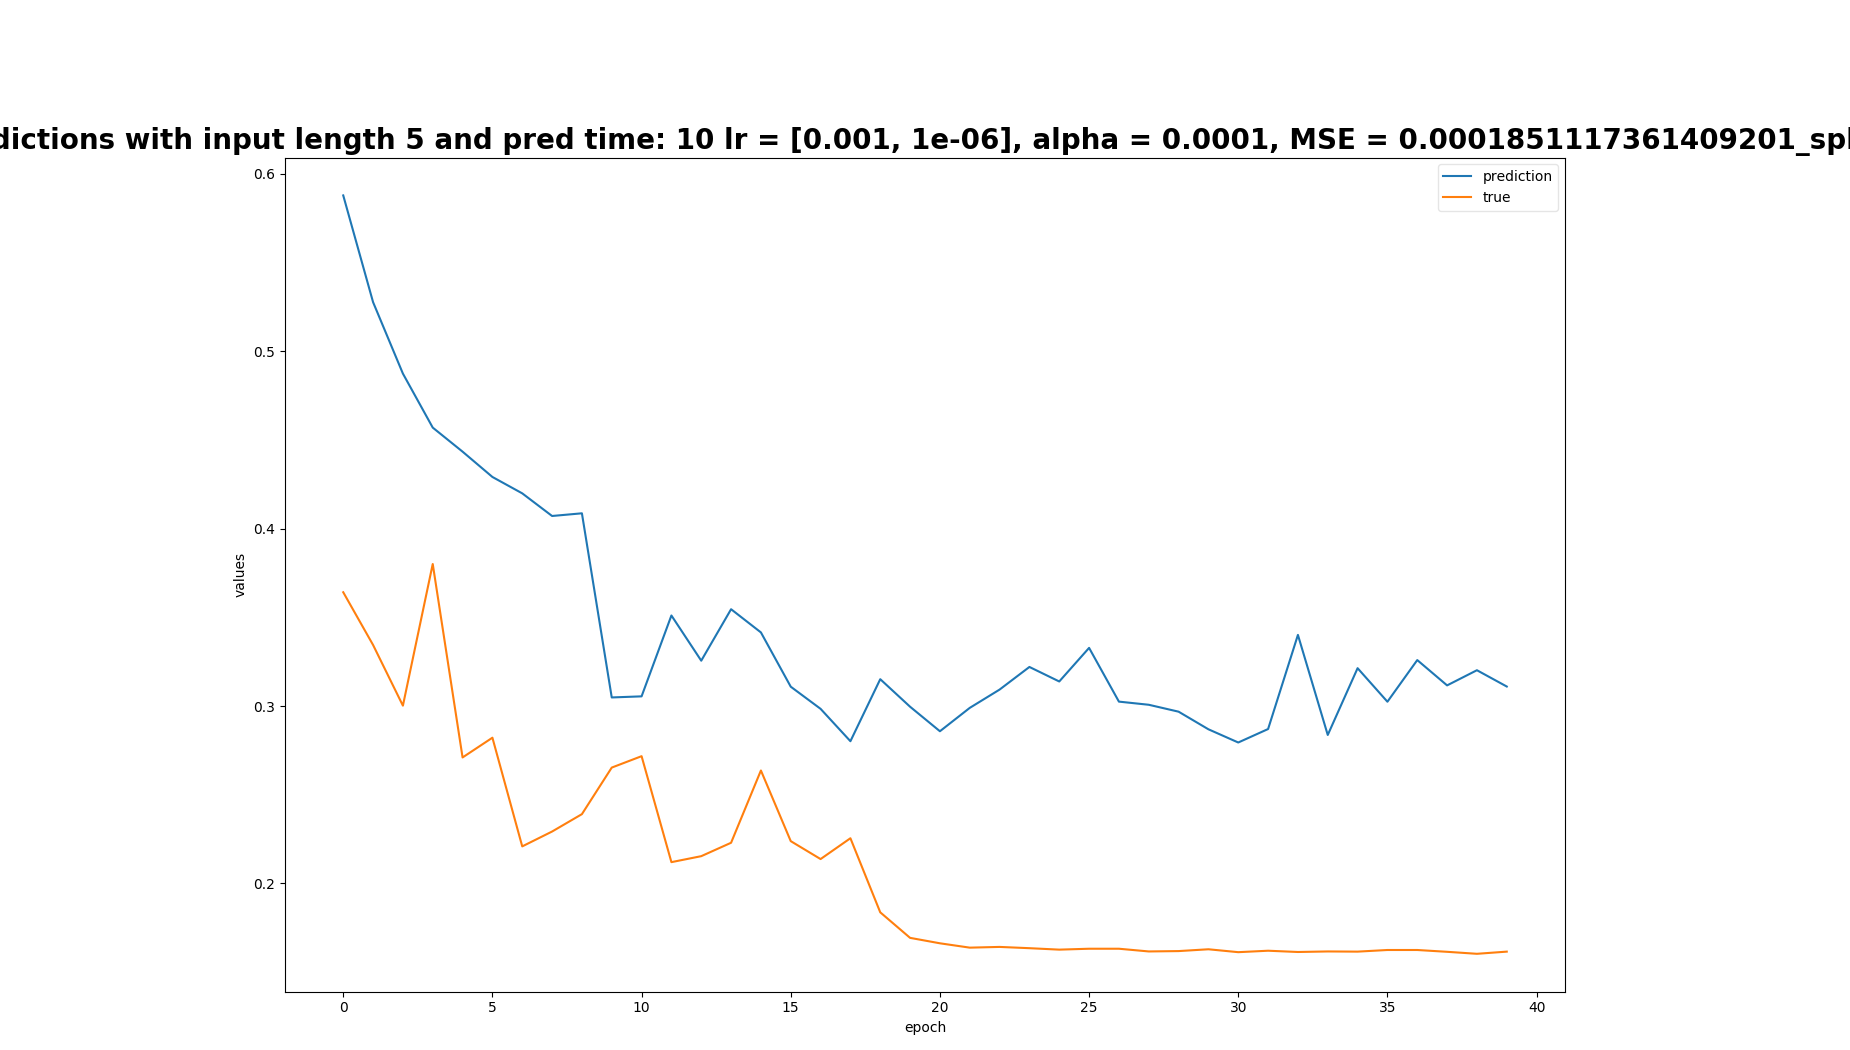 dictions with input length 5 and pred time: 10 lr = [0.001, 1e-06], alpha = 0.0001, MSE = 0.0001851117361409201_spl
prediction
true
0.6
0.5
0.4
0.3
0.2
values
0 5 10 15 20 25 30 35 40
epoch